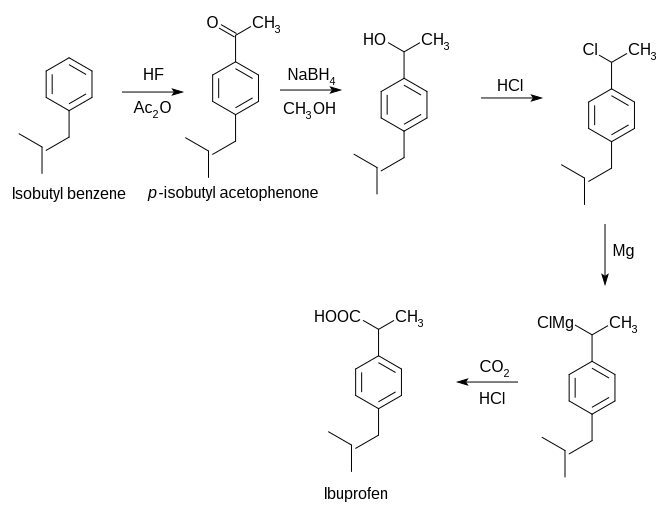 O CH₃
HF
Ac₂O
Isobutyl benzene
p-isobutyl acetophenone
NaBH₄
CH₃OH
HO CH₃
HCl
Cl CH₃
Mg
ClMg CH₃
CO₂
HCl
HOOC CH₃
Ibuprofen